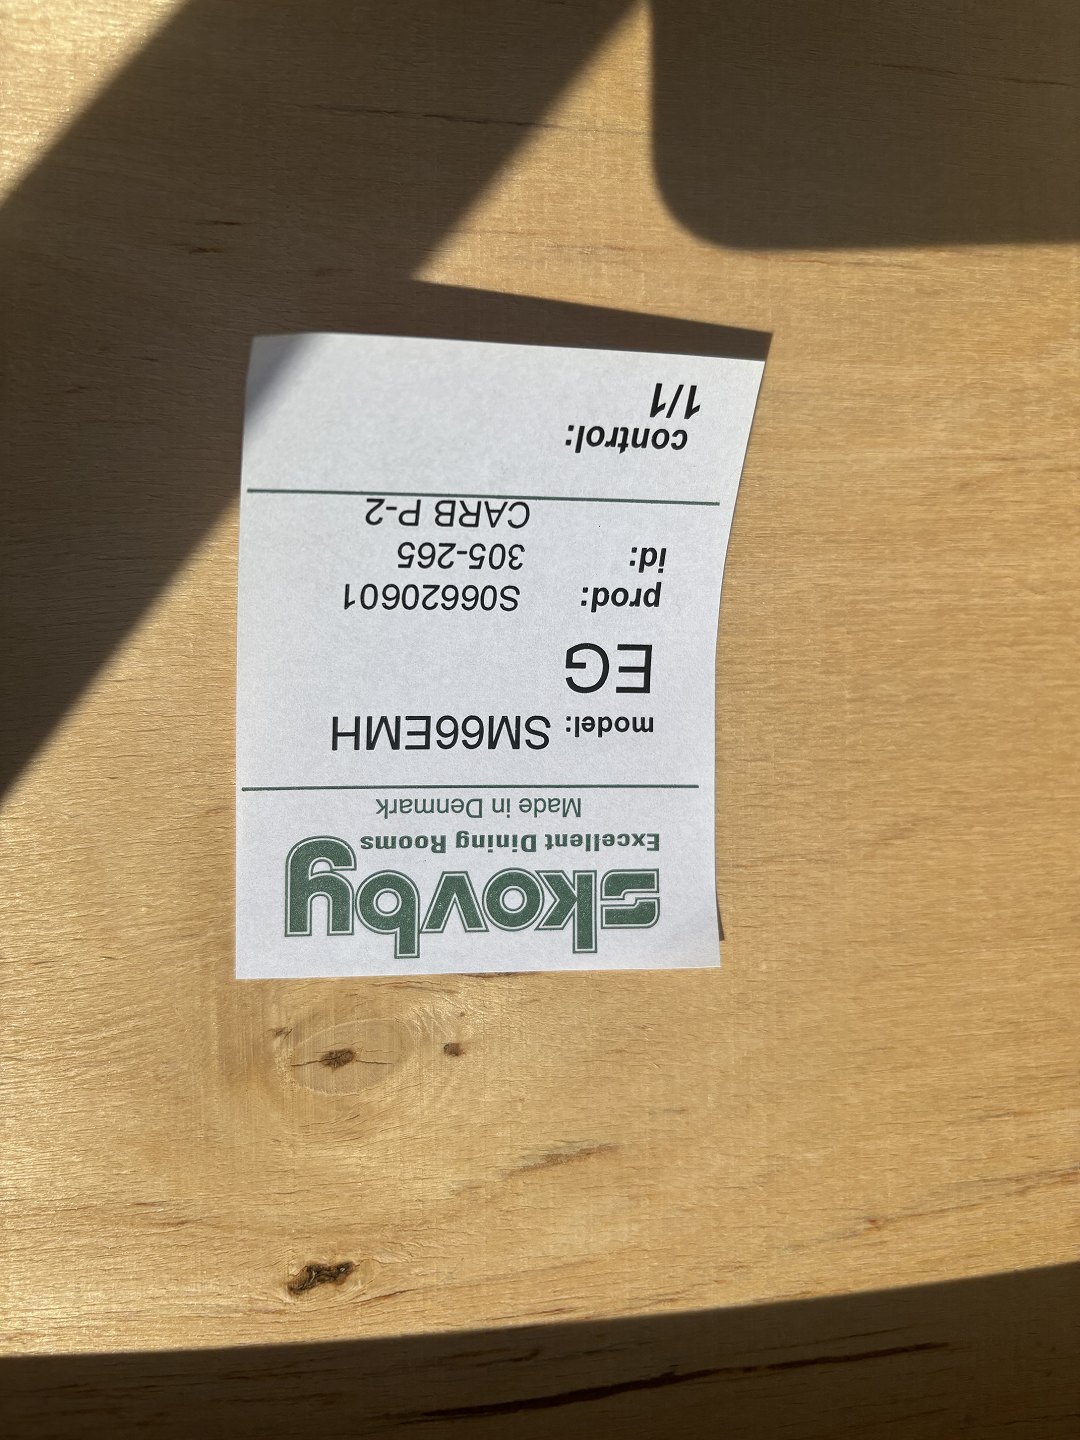 skovby
Excellent Dining Rooms
Made in Denmark
model: SM66EMH
EG
prod: S06620601
id: 305-265
CARB P-2
control:
1/1